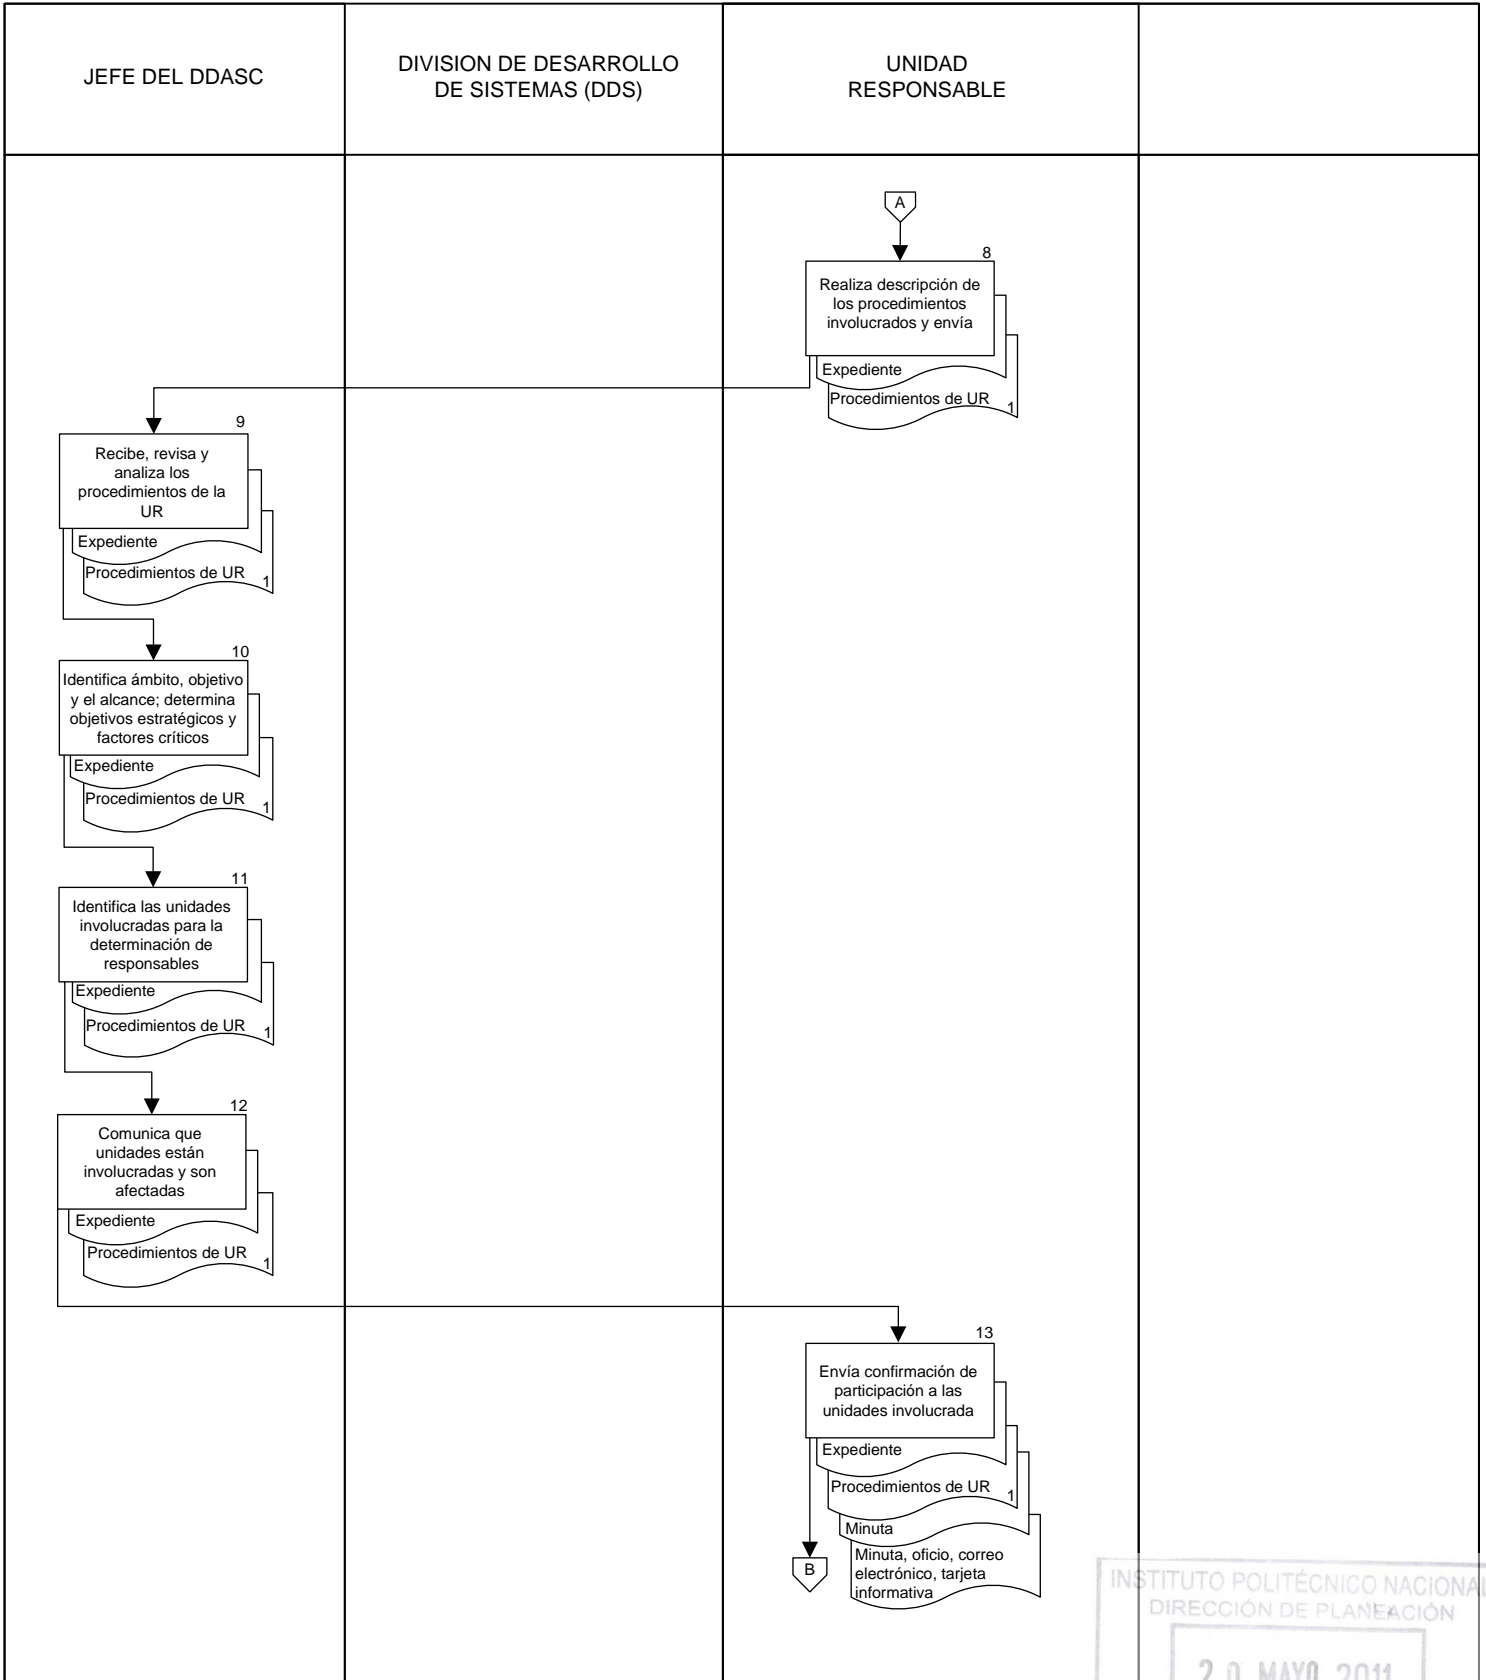 JEFE DEL DDASC
DIVISION DE DESARROLLO
DE SISTEMAS (DDS)
UNIDAD
RESPONSABLE
A
8
Realiza descripción de
los procedimientos
involucrados y envía
Expediente
Procedimientos de UR
1
9
Recibe, revisa y
analiza los
procedimientos de la
UR
Expediente
Procedimientos de UR
1
10
Identifica ámbito, objetivo
y el alcance; determina
objetivos estratégicos y
factores críticos
Expediente
Procedimientos de UR
1
11
Identifica las unidades
involucradas para la
determinación de
responsables
Expediente
Procedimientos de UR
1
12
Comunica que
unidades están
involucradas y son
afectadas
Expediente
Procedimientos de UR
1
13
Envía confirmación de
participación a las
unidades involucrada
Expediente
Procedimientos de UR
1
Minuta
Minuta, oficio, correo
electrónico, tarjeta
informativa
B
INSTITUTO POLITÉCNICO NACIONAL
DIRECCIÓN DE PLANEACIÓN
20 MAYO 2011